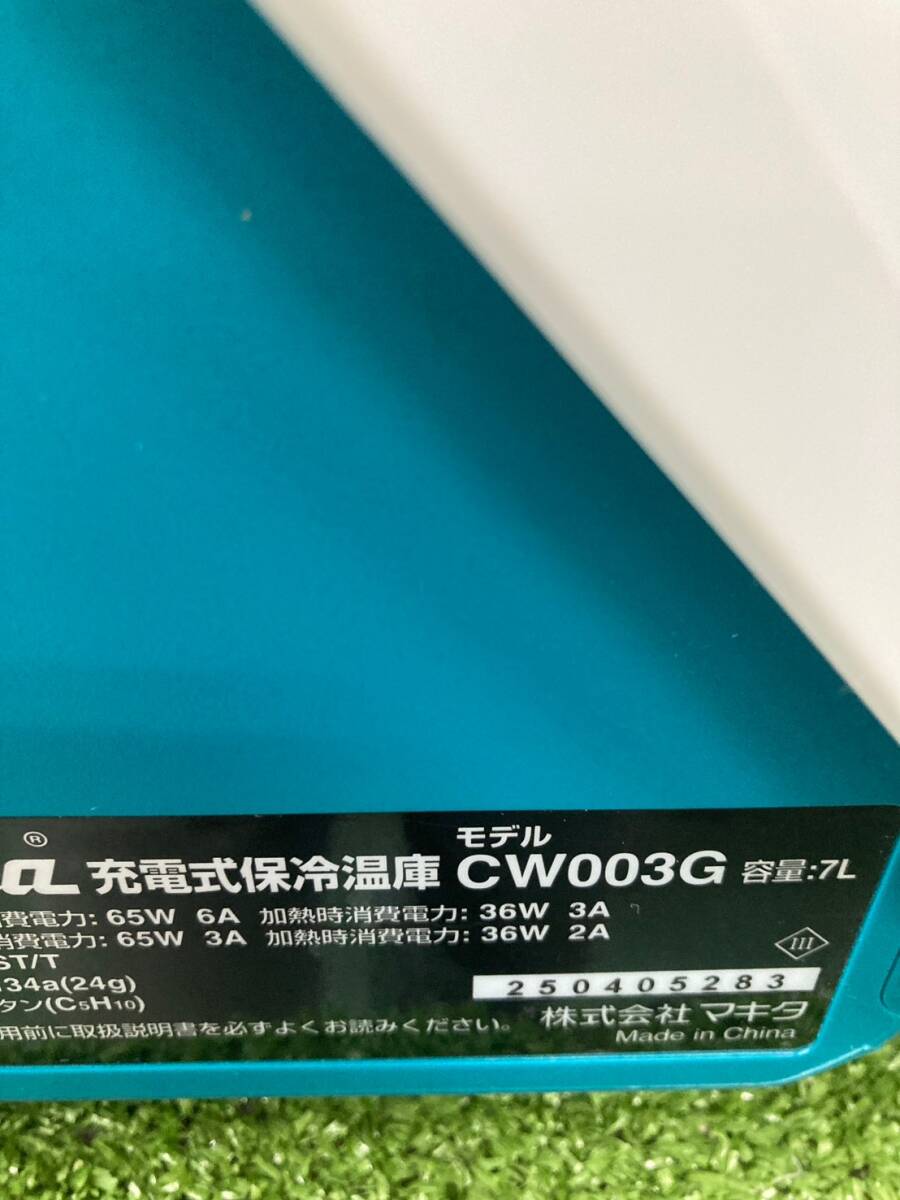 ® モデル
a 充電式保冷温庫 CW003G 容量:7L
費電力: 65W 6A 加熱時消費電力: 36W 3A
消費電力: 65W 3A 加熱時消費電力: 36W 2A
ST/T
134a(24g)
タン(C₅H₁₀)
250405283
用前に取扱説明書を必ずよくお読みください。 株式会社 マキタ
Made in China